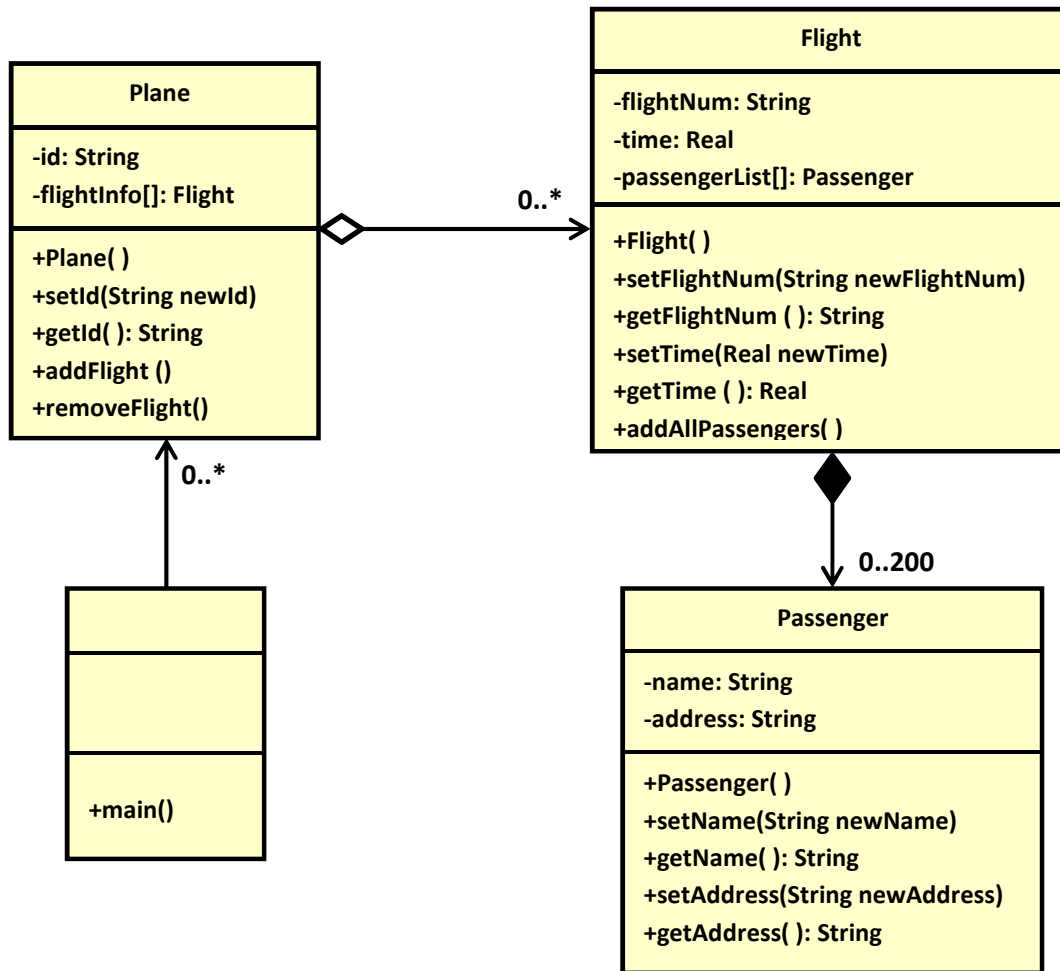 Plane
-id: String
-flightInfo[]: Flight
+Plane( )
+setId(String newId)
+getId( ): String
+addFlight ()
+removeFlight()
0..*
Flight
-flightNum: String
-time: Real
-passengerList[]: Passenger
+Flight( )
+setFlightNum(String newFlightNum)
+getFlightNum ( ): String
+setTime(Real newTime)
+getTime ( ): Real
+addAllPassengers( )
0..*
+main()
0..200
Passenger
-name: String
-address: String
+Passenger( )
+setName(String newName)
+getName( ): String
+setAddress(String newAddress)
+getAddress( ): String